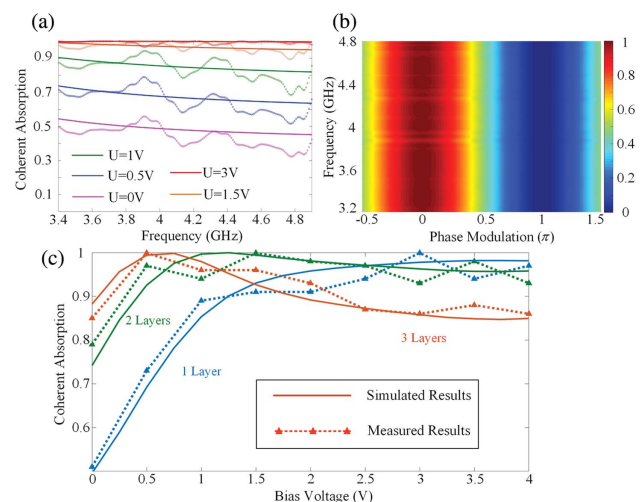 (a)
Coherent Absorption
0.9
0.7
0.5
0.3
0.1
U=1V
U=0.5V
U=0V
U=3V
U=1.5V
3.4 3.6 3.8 4 4.2 4.4 4.6 4.8
Frequency (GHz)
(b)
Frequency (GHz)
4.8
4.4
4
3.6
3.2
-0.5 0 0.5 1 1.5
Phase Modulation (π)
1
0.8
0.6
0.4
0.2
0
(c)
Coherent Absorption
1
0.9
0.8
0.7
0.6
2 Layers
1 Layer
3 Layers
Simulated Results
Measured Results
0 0.5 1 1.5 2 2.5 3 3.5 4
Bias Voltage (V)